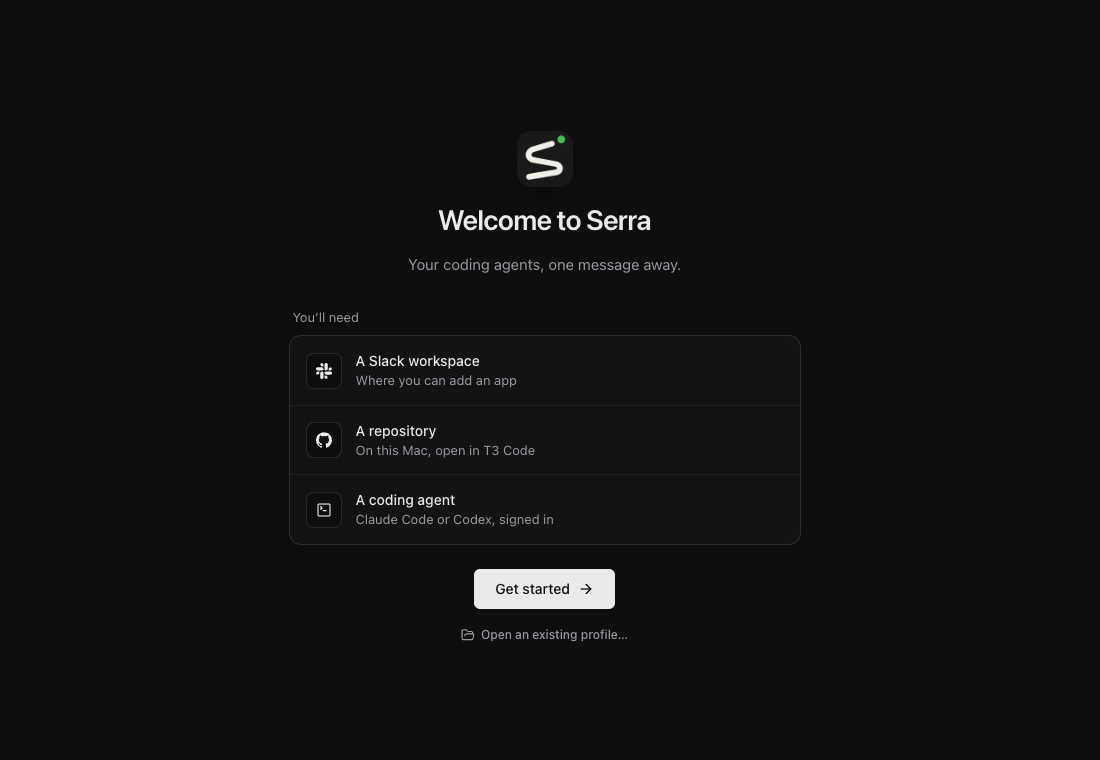 Welcome to Serra
Your coding agents, one message away.
You’ll need
A Slack workspace
Where you can add an app
A repository
On this Mac, open in T3 Code
A coding agent
Claude Code or Codex, signed in
Get started
Open an existing profile...